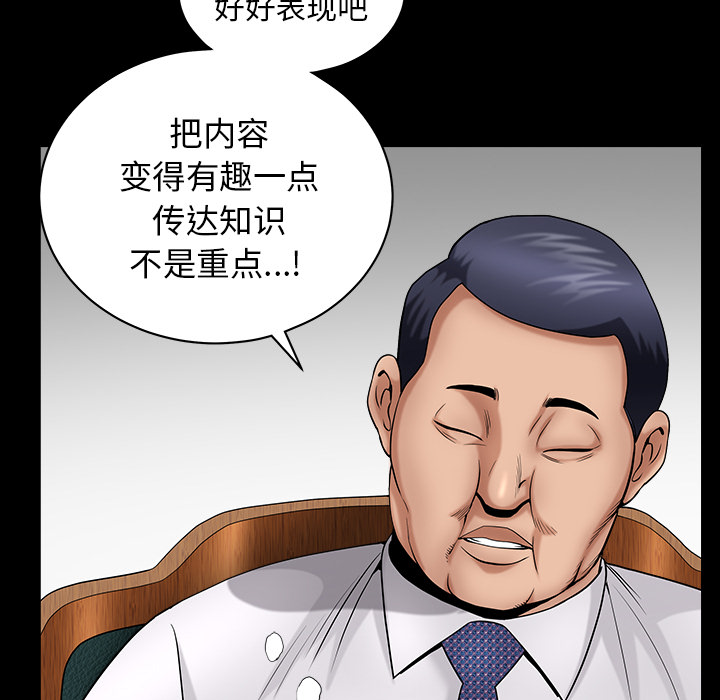 好好表现吧
把内容
变得有趣一点
传达知识
不是重点...!